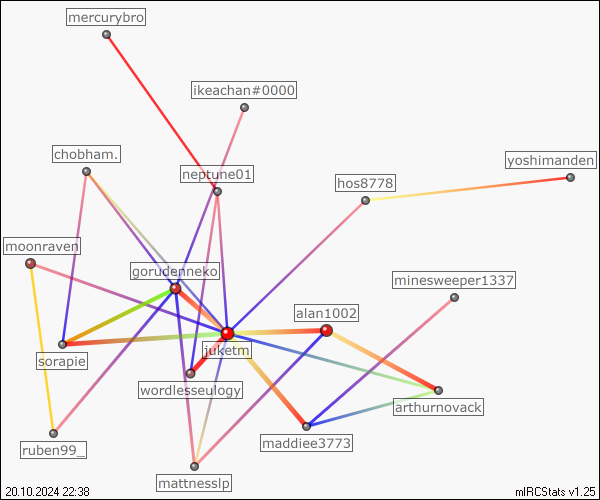 mercurybro
ikeachan#0000
chobham.
yoshimanden
neptune01
hos8778
moonraven
gorudenneko
minesweeper1337
alan1002
juketm
sorapie
wordlesseulogy
arthurnovack
maddiee3773
ruben99_
mattnesslp
20.10.2024 22:38
mIRCStats v1.25